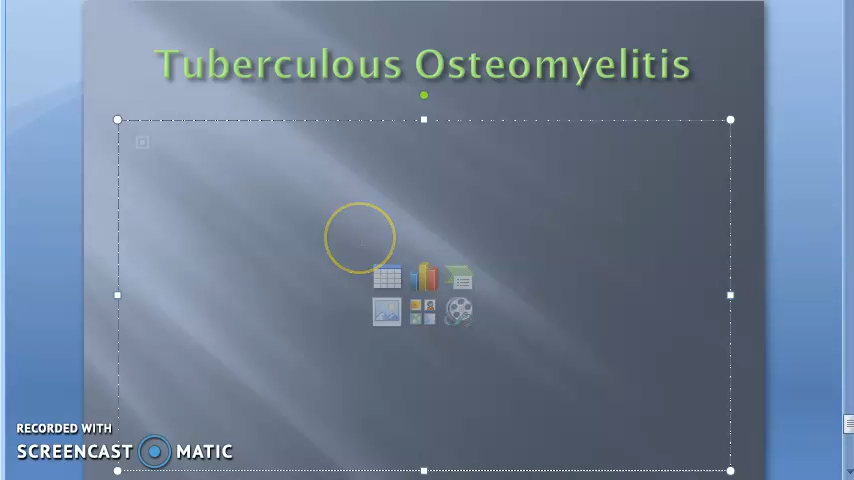 Tuberculous Osteomyelitis
RECORDED WITH
SCREENCAST MATIC